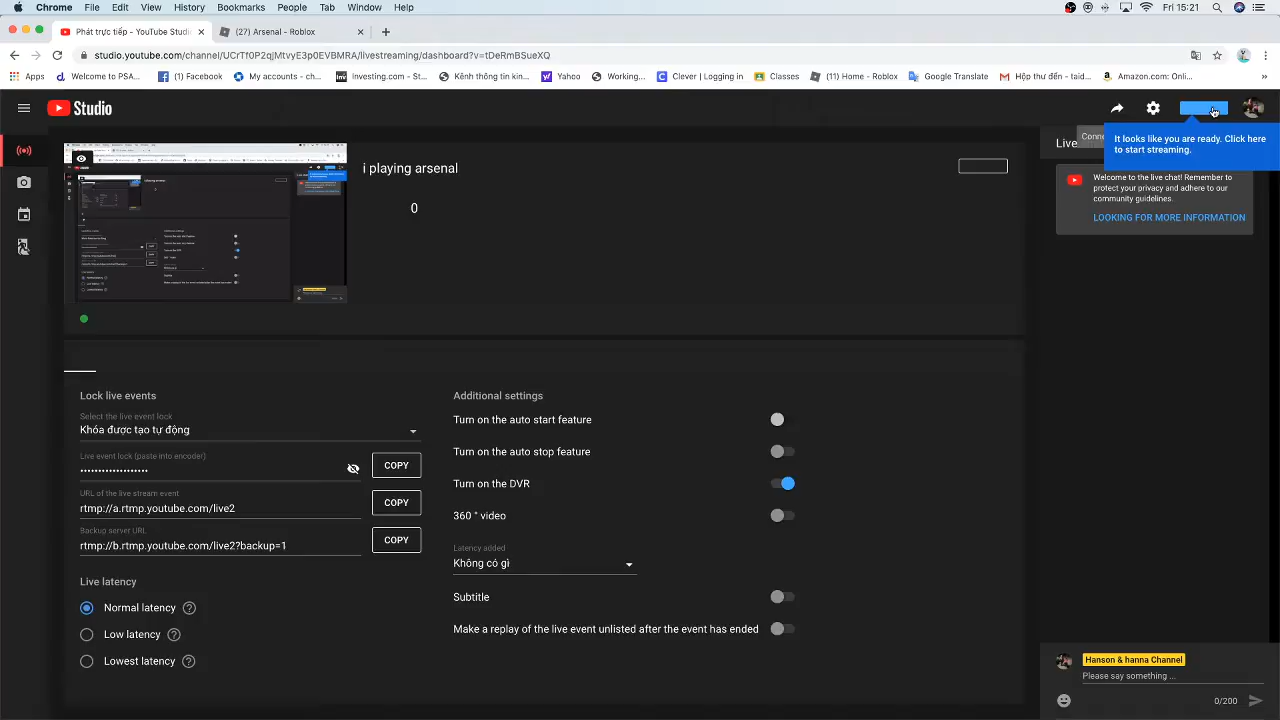 Chrome File Edit View History Bookmarks People Tab Window Help Fri 15:21
Phát trực tiếp - YouTube Studi (27) Arsenal - Roblox
studio.youtube.com/channel/UCrTf0P2qjMtvyE3p0EVBMRA/livestreaming/dashboard?v=tDeRmBSueXQ
Apps Welcome to PSA... (1) Facebook My accounts - ch... investing.com - St... Kênh thông tin kin... Yahoo Working... Clever | Logging in Classes (11) Home - Roblox Google Translate Hộp thư đến - taid... Amazon.com: Onli...
Studio
It looks like you are ready. Click here
to start streaming.
Live
Conn
i playing arsenal
0
Welcome to the live chat! Remember to
protect your privacy and adhere to our
community guidelines.
LOOKING FOR MORE INFORMATION
Lock live events
Select the live event lock
Khóa được tạo tự động
Live event lock (paste into encoder)
COPY
URL of the live stream event
rtmp://a.rtmp.youtube.com/live2
COPY
Backup server URL
rtmp://b.rtmp.youtube.com/live2?backup=1
COPY
Live latency
Normal latency
Low latency
Lowest latency
Additional settings
Turn on the auto start feature
Turn on the auto stop feature
Turn on the DVR
360 ° video
Latency added
Không có gì
Subtitle
Make a replay of the live event unlisted after the event has ended
Hanson & hanna Channel
Please say something ...
0/200